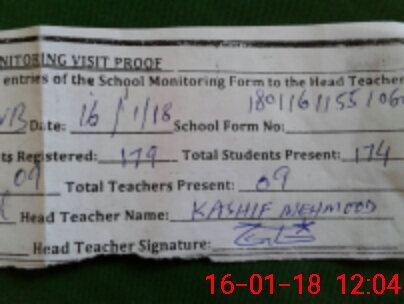 NITORING VISIT PROOF
entries of the School Monitoring Form to the Head Teacher
Date: 16/1/18 School Form No:
Registered: 179 Total Students Present: 174
09 Total Teachers Present: 09
Head Teacher Name: KASHIF MEHMOOD
Head Teacher Signature:
16-01-18 12:04